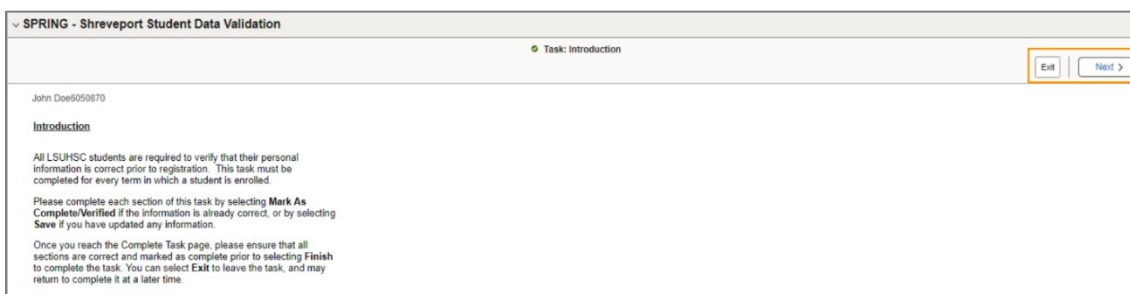 SPRING - Shreveport Student Data Validation
Task: Introduction
Exit
Next >
John Doe6050870
Introduction
All LSUHSC students are required to verify that their personal
information is correct prior to registration. This task must be
completed for every term in which a student is enrolled.
Please complete each section of this task by selecting Mark As
Complete/Verified if the information is already correct, or by selecting
Save if you have updated any information.
Once you reach the Complete Task page, please ensure that all
sections are correct and marked as complete prior to selecting Finish
to complete the task. You can select Exit to leave the task, and may
return to complete it at a later time.